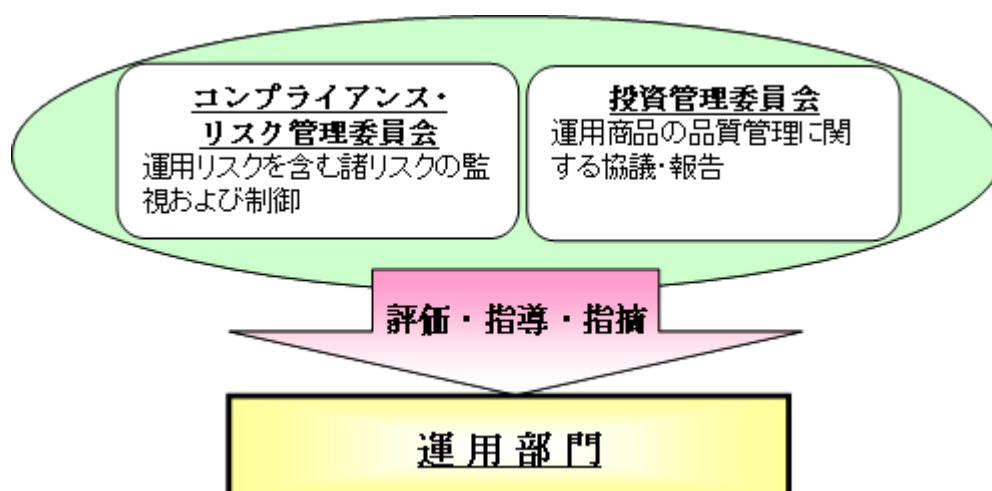 コンプライアンス・
リスク管理委員会
運用リスクを含む諸リスクの監
視および制御
投資管理委員会
運用商品の品質管理に関
する協議・報告
評価・指導・指摘
運用部門